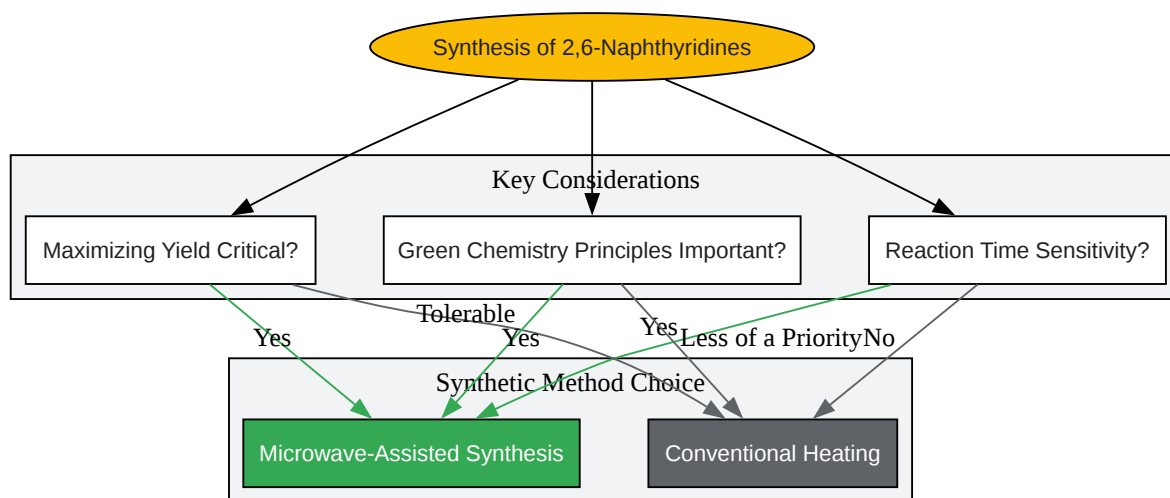 Synthesis of 2,6-Naphthyridines
Key Considerations
Maximizing Yield Critical?
Green Chemistry Principles Important?
Reaction Time Sensitivity?
Tolerable
Yes
Yes
Yes
Less of a Priority
No
Synthetic Method Choice
Microwave-Assisted Synthesis
Conventional Heating